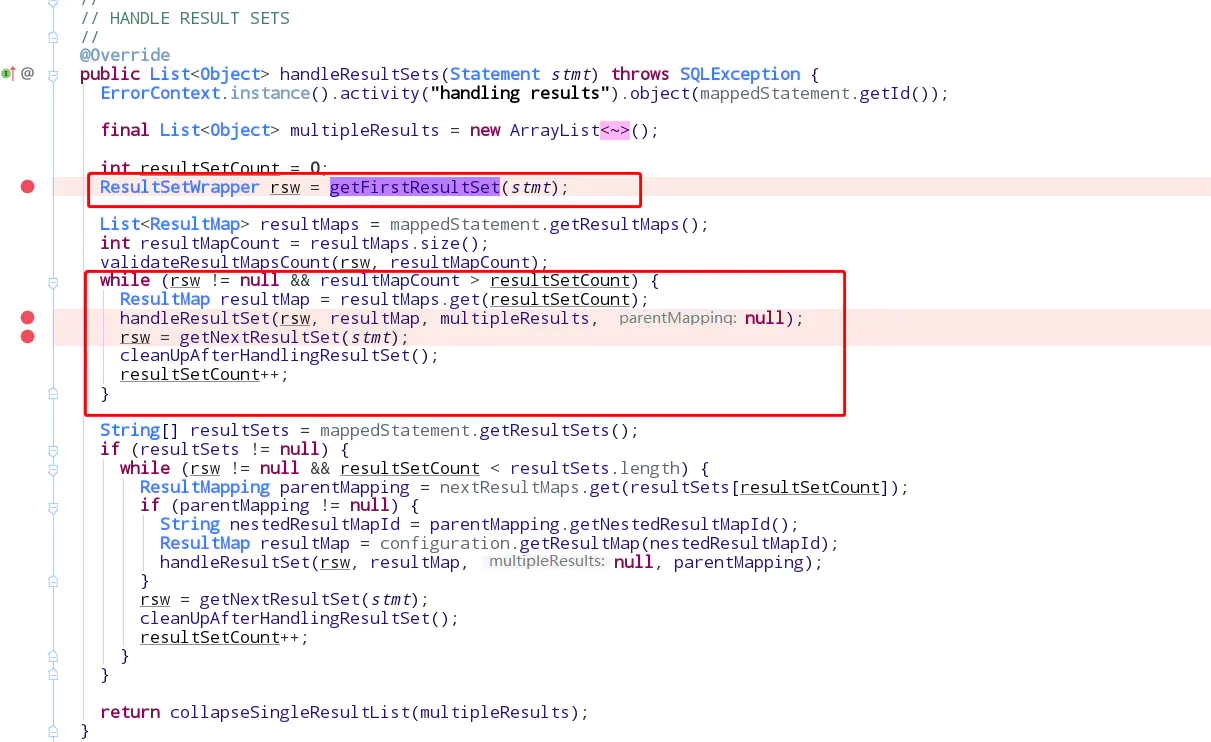 //
// HANDLE RESULT SETS
//
@Override
public List<Object> handleResultSets(Statement stmt) throws SQLException {
ErrorContext.instance().activity("handling results").object(mappedStatement.getId());
final List<Object> multipleResults = new ArrayList<~>();
int resultSetCount = 0;
ResultSetWrapper rsw = getFirstResultSet(stmt);
List<ResultMap> resultMaps = mappedStatement.getResultMaps();
int resultMapCount = resultMaps.size();
validateResultMapsCount(rsw, resultMapCount);
while (rsw != null && resultMapCount > resultSetCount) {
ResultMap resultMap = resultMaps.get(resultSetCount);
handleResultSet(rsw, resultMap, multipleResults, parentMapping: null);
rsw = getNextResultSet(stmt);
cleanUpAfterHandlingResultSet();
resultSetCount++;
}
String[] resultSets = mappedStatement.getResultSets();
if (resultSets != null) {
while (rsw != null && resultSetCount < resultSets.length) {
ResultMapping parentMapping = nextResultMaps.get(resultSets[resultSetCount]);
if (parentMapping != null) {
String nestedResultMapId = parentMapping.getNestedResultMapId();
ResultMap resultMap = configuration.getResultMap(nestedResultMapId);
handleResultSet(rsw, resultMap, multipleResults: null, parentMapping);
}
rsw = getNextResultSet(stmt);
cleanUpAfterHandlingResultSet();
resultSetCount++;
}
}
return collapseSingleResultList(multipleResults);
}